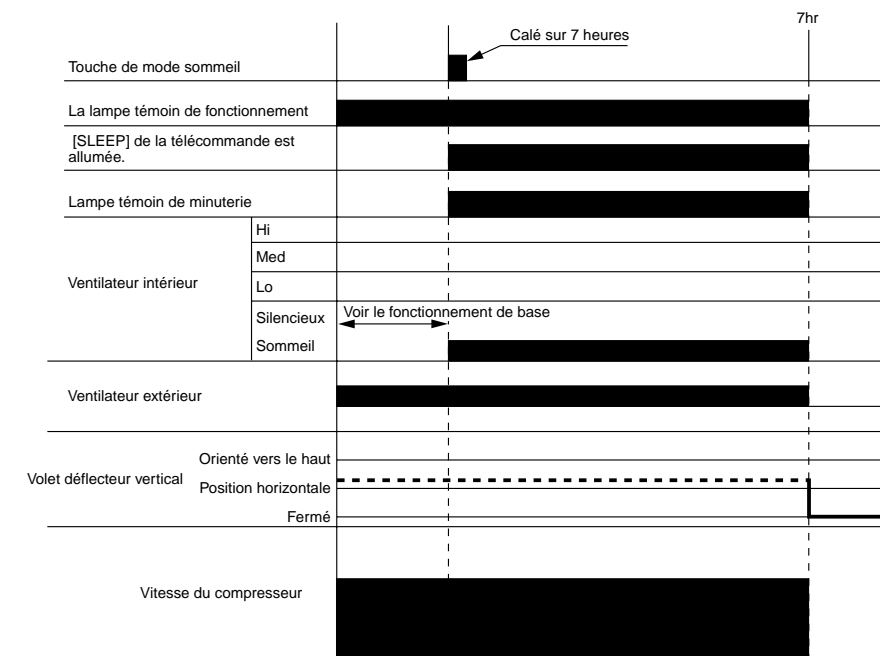 7hr
Calé sur 7 heures
Touche de mode sommeil
La lampe témoin de fonctionnement
[SLEEP] de la télécommande est
allumée.
Lampe témoin de minuterie
Hi
Med
Ventilateur intérieur
Lo
Silencieux
Voir le fonctionnement de base
Sommeil
Ventilateur extérieur
Orienté vers le haut
Volet déflecteur vertical
Position horizontale
Fermé
Vitesse du compresseur